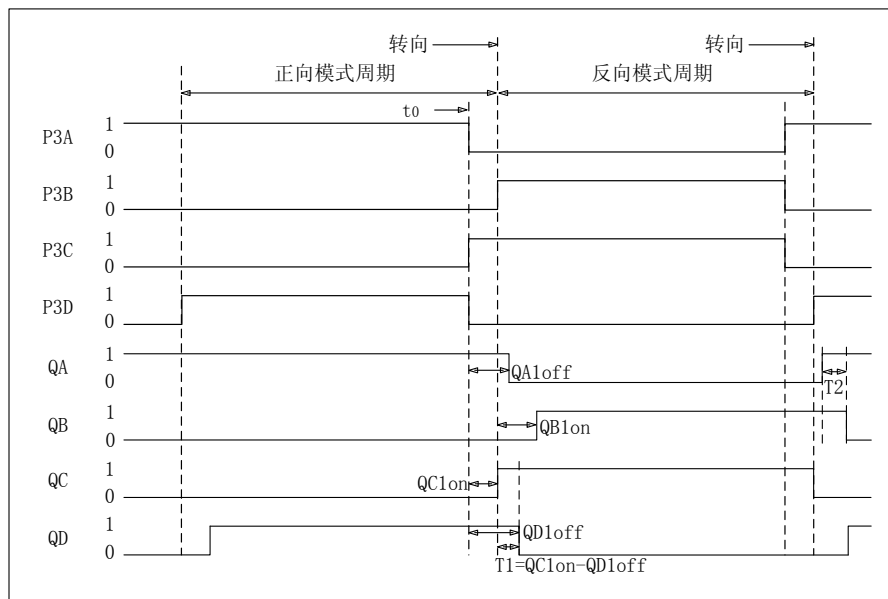 转向 转向
正向模式周期 反向模式周期
t0
P3A 1 0
P3B 1 0
P3C 1 0
P3D 1 0
QA 1 0 QA1off T2
QB 1 0 QB1on
QC 1 0 QC1on
QD 1 0 QD1off
T1=QC1on-QD1off